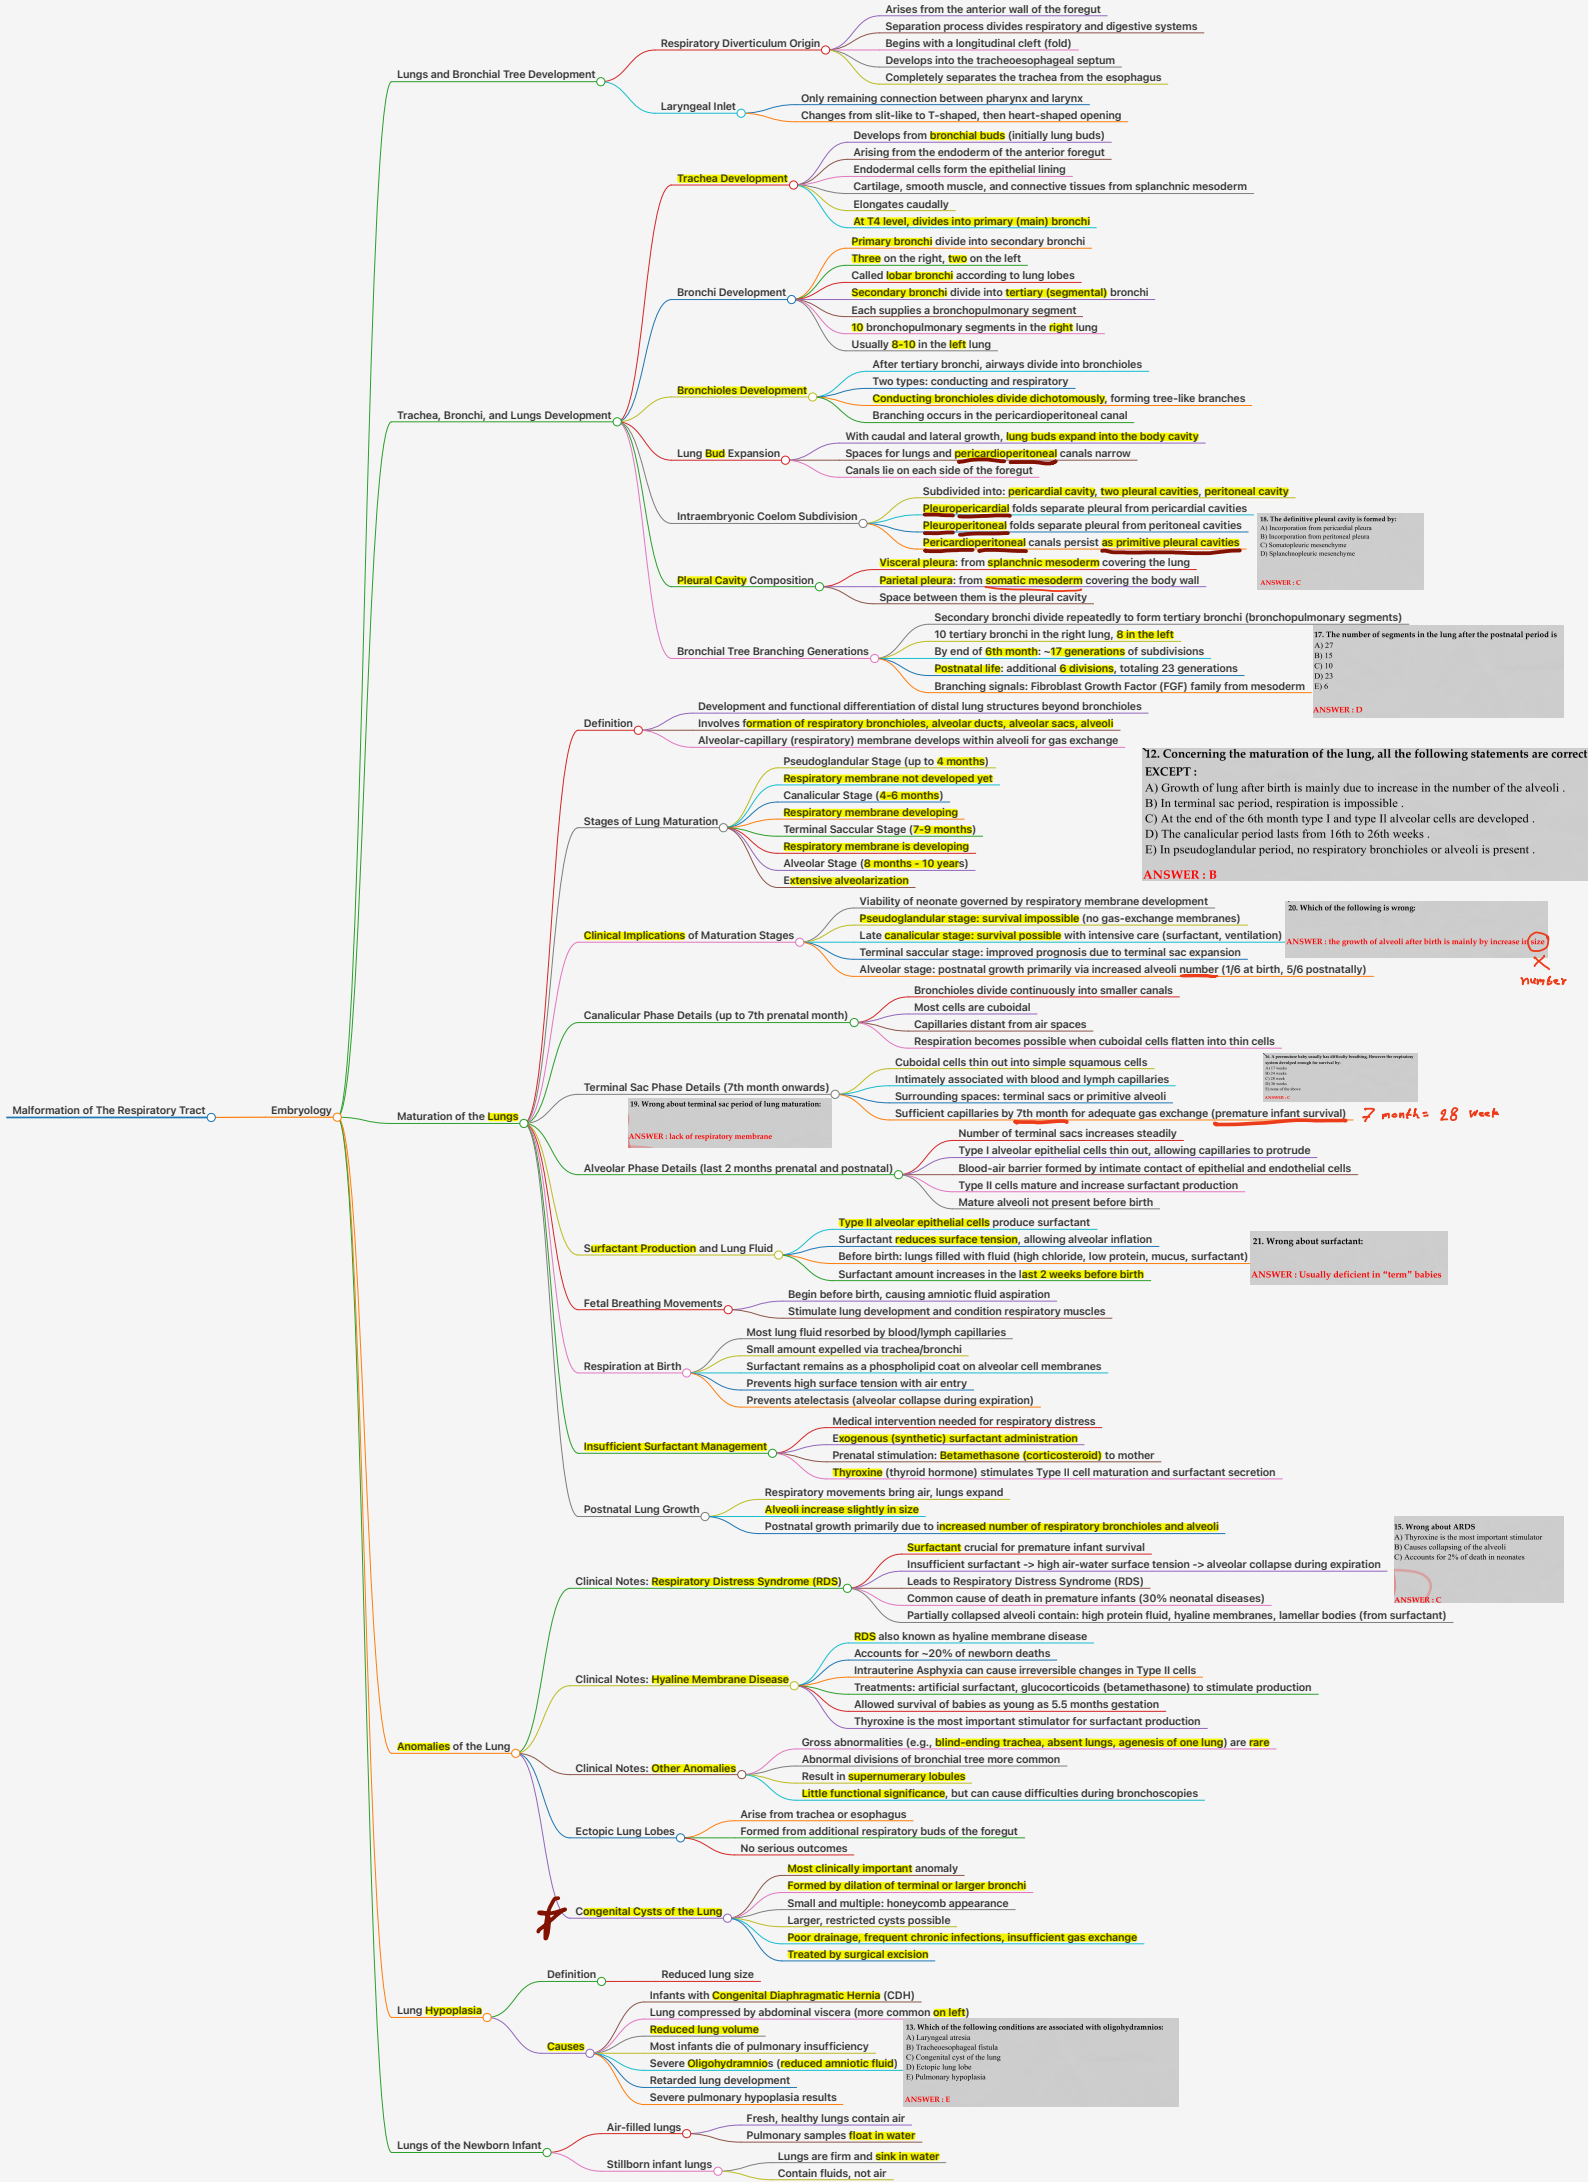 Malformation of The Respiratory Tract
Embryology
Lungs and Bronchial Tree Development
Respiratory Diverticulum Origin
Arises from the anterior wall of the foregut
Separation process divides respiratory and digestive systems
Begins with a longitudinal cleft (fold)
Develops into the tracheoesophageal septum
Completely separates the trachea from the esophagus
Laryngeal Inlet
Only remaining connection between pharynx and larynx
Changes from slit-like to T-shaped, then heart-shaped opening
Trachea, Bronchi, and Lungs Development
Trachea Development
Develops from bronchial buds (initially lung buds)
Arising from the endoderm of the anterior foregut
Endodermal cells form the epithelial lining
Cartilage, smooth muscle, and connective tissues from splanchnic mesoderm
Elongates caudally
At T4 level, divides into primary (main) bronchi
Bronchi Development
Primary bronchi divide into secondary bronchi
Three on the right, two on the left
Called lobar bronchi according to lung lobes
Secondary bronchi divide into tertiary (segmental) bronchi
Each supplies a bronchopulmonary segment
10 bronchopulmonary segments in the right lung
Usually 8-10 in the left lung
Bronchioles Development
After tertiary bronchi, airways divide into bronchioles
Two types: conducting and respiratory
Conducting bronchioles divide dichotomously, forming tree-like branches
Branching occurs in the pericardioperitoneal canal
Lung Bud Expansion
With caudal and lateral growth, lung buds expand into the body cavity
Spaces for lungs and pericardioperitoneal canals narrow
Canals lie on each side of the foregut
Intraembryonic Coelom Subdivision
Subdivided into: pericardial cavity, two pleural cavities, peritoneal cavity
Pleuropericardial folds separate pleural from pericardial cavities
Pleuroperitoneal folds separate pleural from peritoneal cavities
Pericardioperitoneal canals persist as primitive pleural cavities
18. The definitive pleural cavity is formed by:
A) Incorporation from pericardial pleura
B) Incorporation from peritoneal pleura
C) Somatopleuric mesenchyme
D) Splanchnopleuric mesenchyme
ANSWER : C
Pleural Cavity Composition
Visceral pleura: from splanchnic mesoderm covering the lung
Parietal pleura: from somatic mesoderm covering the body wall
Space between them is the pleural cavity
Bronchial Tree Branching Generations
Secondary bronchi divide repeatedly to form tertiary bronchi (bronchopulmonary segments)
10 tertiary bronchi in the right lung, 8 in the left
By end of 6th month: ~17 generations of subdivisions
Postnatal life: additional 6 divisions, totaling 23 generations
Branching signals: Fibroblast Growth Factor (FGF) family from mesoderm
17. The number of segments in the lung after the postnatal period is
A) 27
B) 15
C) 10
D) 23
E) 6
ANSWER : D
Maturation of the Lungs
Definition
Development and functional differentiation of distal lung structures beyond bronchioles
Involves formation of respiratory bronchioles, alveolar ducts, alveolar sacs, alveoli
Alveolar-capillary (respiratory) membrane develops within alveoli for gas exchange
Stages of Lung Maturation
Pseudoglandular Stage (up to 4 months)
Respiratory membrane not developed yet
Canalicular Stage (4-6 months)
Respiratory membrane developing
Terminal Saccular Stage (7-9 months)
Respiratory membrane is developing
Alveolar Stage (8 months - 10 years)
Extensive alveolarization
12. Concerning the maturation of the lung, all the following statements are correct
EXCEPT :
A) Growth of lung after birth is mainly due to increase in the number of the alveoli .
B) In terminal sac period, respiration is impossible .
C) At the end of the 6th month type I and type II alveolar cells are developed .
D) The canalicular period lasts from 16th to 26th weeks .
E) In pseudoglandular period, no respiratory bronchioles or alveoli is present .
ANSWER : B
Clinical Implications of Maturation Stages
Viability of neonate governed by respiratory membrane development
Pseudoglandular stage: survival impossible (no gas-exchange membranes)
Late canalicular stage: survival possible with intensive care (surfactant, ventilation)
Terminal saccular stage: improved prognosis due to terminal sac expansion
Alveolar stage: postnatal growth primarily via increased alveoli number (1/6 at birth, 5/6 postnatally)
20. Which of the following is wrong:
ANSWER : the growth of alveoli after birth is mainly by increase in size
number
Canalicular Phase Details (up to 7th prenatal month)
Bronchioles divide continuously into smaller canals
Most cells are cuboidal
Capillaries distant from air spaces
Respiration becomes possible when cuboidal cells flatten into thin cells
Terminal Sac Phase Details (7th month onwards)
Cuboidal cells thin out into simple squamous cells
Intimately associated with blood and lymph capillaries
Surrounding spaces: terminal sacs or primitive alveoli
Sufficient capillaries by 7th month for adequate gas exchange (premature infant survival)
7 month = 28 week
16. A premature baby usually has difficulty breathing. However the respiratory
system developed enough for survival by:
A) 17 weeks
B) 24 weeks
C) 28 week
D) 36 weeks
E) none of the above
ANSWER : C
19. Wrong about terminal sac period of lung maturation:
ANSWER : lack of respiratory membrane
Alveolar Phase Details (last 2 months prenatal and postnatal)
Number of terminal sacs increases steadily
Type I alveolar epithelial cells thin out, allowing capillaries to protrude
Blood-air barrier formed by intimate contact of epithelial and endothelial cells
Type II cells mature and increase surfactant production
Mature alveoli not present before birth
Surfactant Production and Lung Fluid
Type II alveolar epithelial cells produce surfactant
Surfactant reduces surface tension, allowing alveolar inflation
Before birth: lungs filled with fluid (high chloride, low protein, mucus, surfactant)
Surfactant amount increases in the last 2 weeks before birth
21. Wrong about surfactant:
ANSWER : Usually deficient in “term” babies
Fetal Breathing Movements
Begin before birth, causing amniotic fluid aspiration
Stimulate lung development and condition respiratory muscles
Respiration at Birth
Most lung fluid resorbed by blood/lymph capillaries
Small amount expelled via trachea/bronchi
Surfactant remains as a phospholipid coat on alveolar cell membranes
Prevents high surface tension with air entry
Prevents atelectasis (alveolar collapse during expiration)
Insufficient Surfactant Management
Medical intervention needed for respiratory distress
Exogenous (synthetic) surfactant administration
Prenatal stimulation: Betamethasone (corticosteroid) to mother
Thyroxine (thyroid hormone) stimulates Type II cell maturation and surfactant secretion
Postnatal Lung Growth
Respiratory movements bring air, lungs expand
Alveoli increase slightly in size
Postnatal growth primarily due to increased number of respiratory bronchioles and alveoli
Anomalies of the Lung
Clinical Notes: Respiratory Distress Syndrome (RDS)
Surfactant crucial for premature infant survival
Insufficient surfactant -> high air-water surface tension -> alveolar collapse during expiration
Leads to Respiratory Distress Syndrome (RDS)
Common cause of death in premature infants (30% neonatal diseases)
Partially collapsed alveoli contain: high protein fluid, hyaline membranes, lamellar bodies (from surfactant)
15. Wrong about ARDS
A) Thyroxine is the most important stimulator
B) Causes collapsing of the alveoli
C) Accounts for 2% of death in neonates
ANSWER : C
Clinical Notes: Hyaline Membrane Disease
RDS also known as hyaline membrane disease
Accounts for ~20% of newborn deaths
Intrauterine Asphyxia can cause irreversible changes in Type II cells
Treatments: artificial surfactant, glucocorticoids (betamethasone) to stimulate production
Allowed survival of babies as young as 5.5 months gestation
Thyroxine is the most important stimulator for surfactant production
Clinical Notes: Other Anomalies
Gross abnormalities (e.g., blind-ending trachea, absent lungs, agenesis of one lung) are rare
Abnormal divisions of bronchial tree more common
Result in supernumerary lobules
Little functional significance, but can cause difficulties during bronchoscopies
Ectopic Lung Lobes
Arise from trachea or esophagus
Formed from additional respiratory buds of the foregut
No serious outcomes
Congenital Cysts of the Lung
Most clinically important anomaly
Formed by dilation of terminal or larger bronchi
Small and multiple: honeycomb appearance
Larger, restricted cysts possible
Poor drainage, frequent chronic infections, insufficient gas exchange
Treated by surgical excision
Lung Hypoplasia
Definition
Reduced lung size
Causes
Infants with Congenital Diaphragmatic Hernia (CDH)
Lung compressed by abdominal viscera (more common on left)
Reduced lung volume
Most infants die of pulmonary insufficiency
Severe Oligohydramnios (reduced amniotic fluid)
Retarded lung development
Severe pulmonary hypoplasia results
13. Which of the following conditions are associated with oligohydramnios:
A) Laryngeal atresia
B) Tracheoesophageal fistula
C) Congenital cyst of the lung
D) Ectopic lung lobe
E) Pulmonary hypoplasia
ANSWER : E
Lungs of the Newborn Infant
Air-filled lungs
Fresh, healthy lungs contain air
Pulmonary samples float in water
Stillborn infant lungs
Lungs are firm and sink in water
Contain fluids, not air